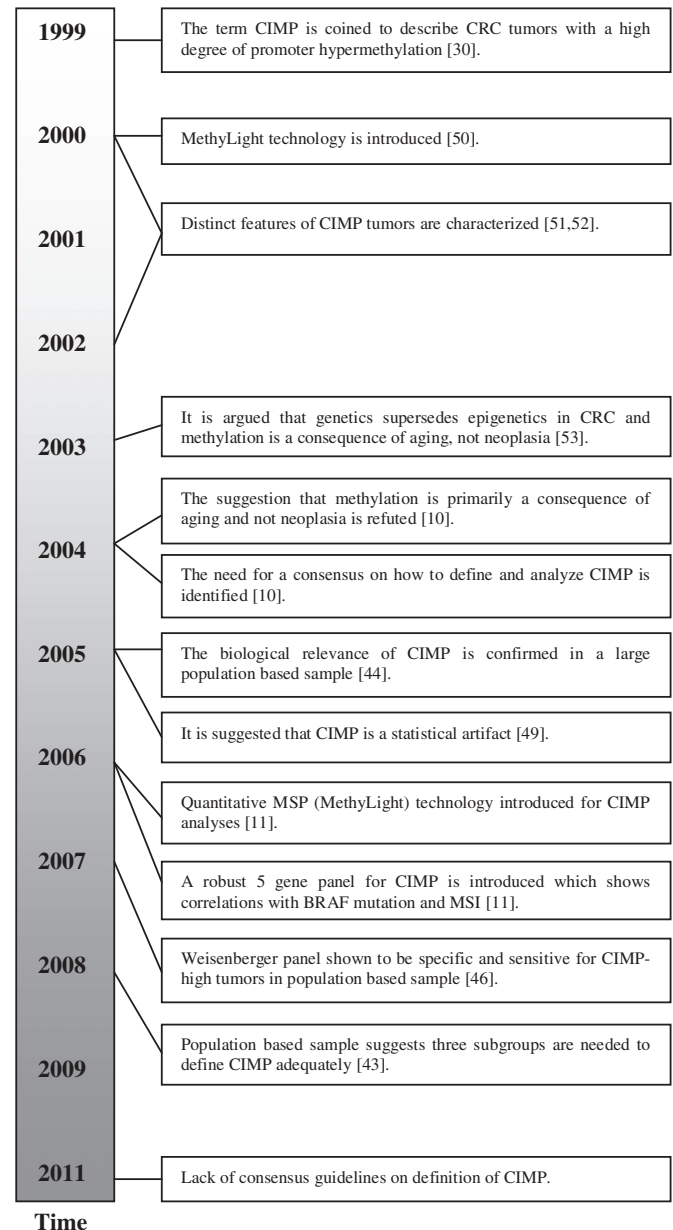 1999
The term CIMP is coined to describe CRC tumors with a high
degree of promoter hypermethylation [30].
2000
MethyLight technology is introduced [50].
2001
Distinct features of CIMP tumors are characterized [51,52].
2002
2003
It is argued that genetics supersedes epigenetics in CRC and
methylation is a consequence of aging, not neoplasia [53].
The suggestion that methylation is primarily a consequence of
aging and not neoplasia is refuted [10].
2004
The need for a consensus on how to define and analyze CIMP is
identified [10].
2005
The biological relevance of CIMP is confirmed in a large
population based sample [44].
It is suggested that CIMP is a statistical artifact [49].
2006
Quantitative MSP (MethyLight) technology introduced for CIMP
analyses [11].
2007
A robust 5 gene panel for CIMP is introduced which shows
correlations with BRAF mutation and MSI [11].
2008
Weisenberger panel shown to be specific and sensitive for CIMP-
high tumors in population based sample [46].
2009
Population based sample suggests three subgroups are needed to
define CIMP adequately [43].
2011
Lack of consensus guidelines on definition of CIMP.
Time